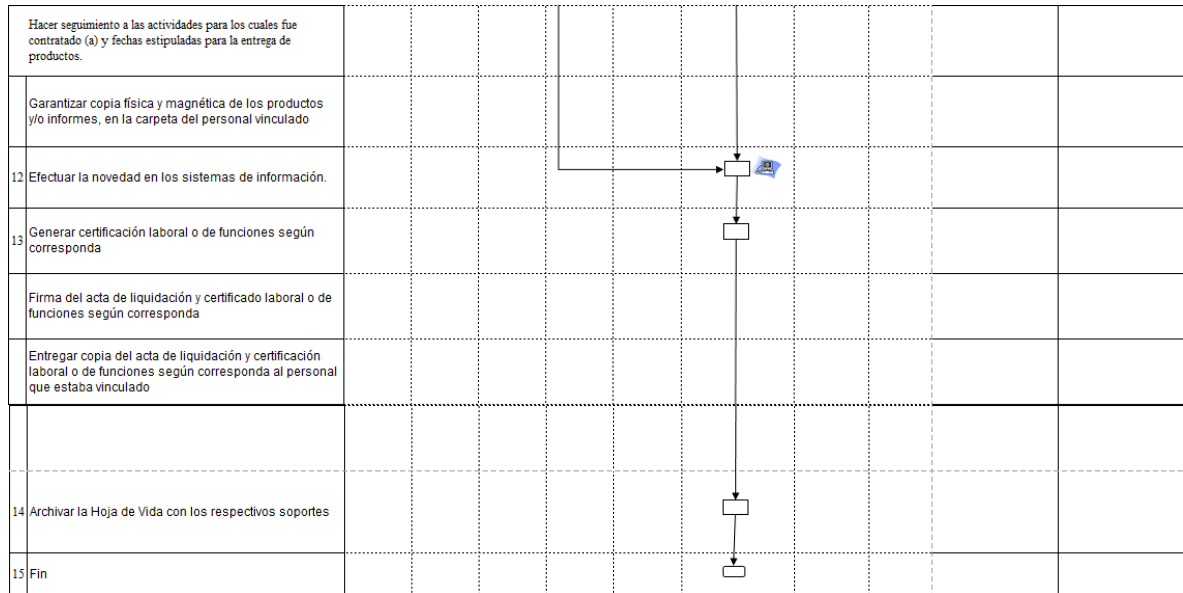 Hacer seguimiento a las actividades para los cuales fue
contratado (a) y fechas estipuladas para la entrega de
productos.
Garantizar copia física y magnética de los productos
y/o informes, en la carpeta del personal vinculado
12 Efectuar la novedad en los sistemas de información.
13 Generar certificación laboral o de funciones según
corresponda
Firma del acta de liquidación y certificado laboral o de
funciones según corresponda
Entregar copia del acta de liquidación y certificación
laboral o de funciones según corresponda al personal
que estaba vinculado
14 Archivar la Hoja de Vida con los respectivos soportes
15 Fin